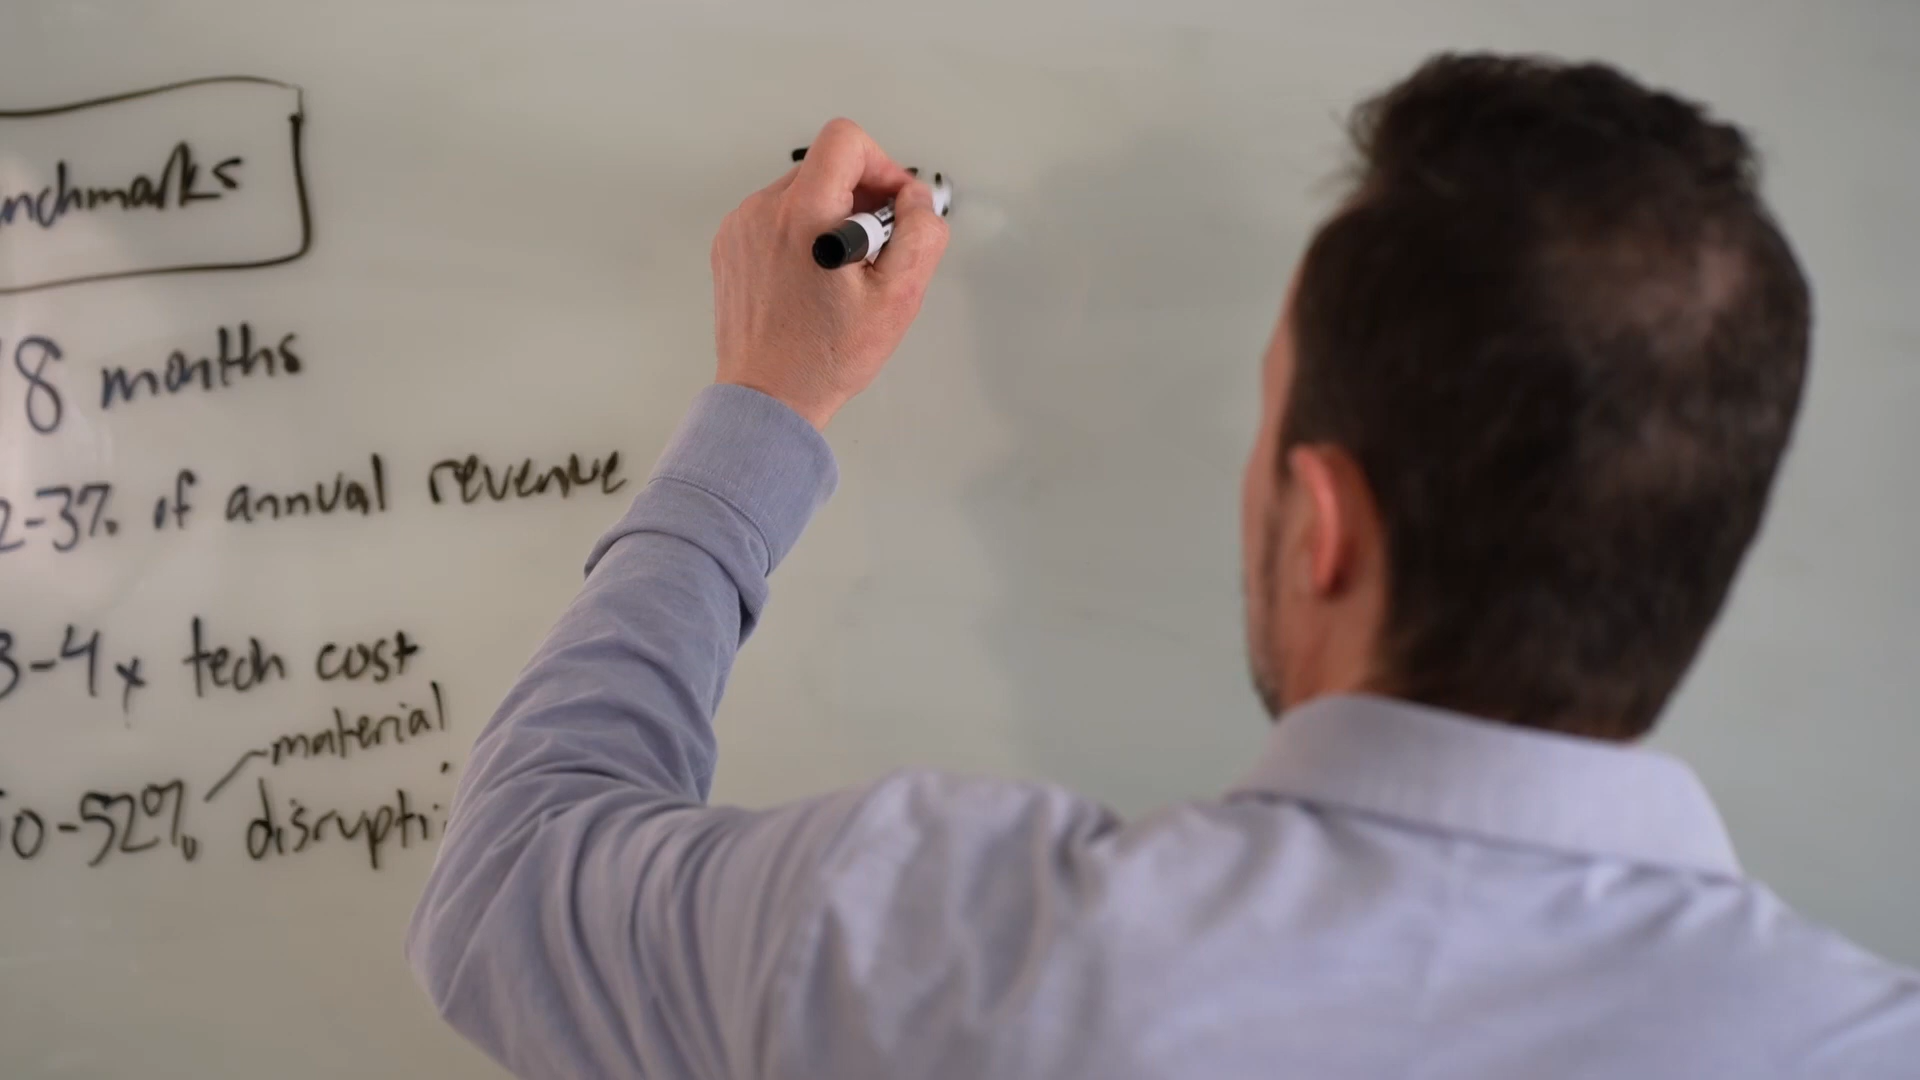 nchmarks
8 months
2-3% of annual revenue
3-4x tech cost
material
0-52% disrupti